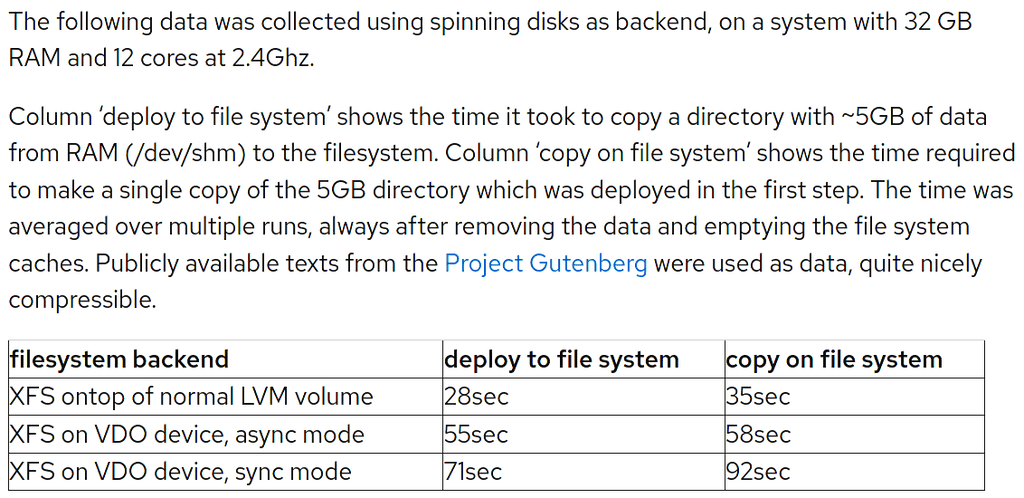 The following data was collected using spinning disks as backend, on a system with 32 GB
RAM and 12 cores at 2.4Ghz.
Column ‘deploy to file system’ shows the time it took to copy a directory with ~5GB of data
from RAM (/dev/shm) to the filesystem. Column ‘copy on file system’ shows the time required
to make a single copy of the 5GB directory which was deployed in the first step. The time was
averaged over multiple runs, always after removing the data and emptying the file system
caches. Publicly available texts from the Project Gutenberg were used as data, quite nicely
compressible.
filesystem backend deploy to file system copy on file system
XFS ontop of normal LVM volume 28sec 35sec
XFS on VDO device, async mode 55sec 58sec
XFS on VDO device, sync mode 71sec 92sec